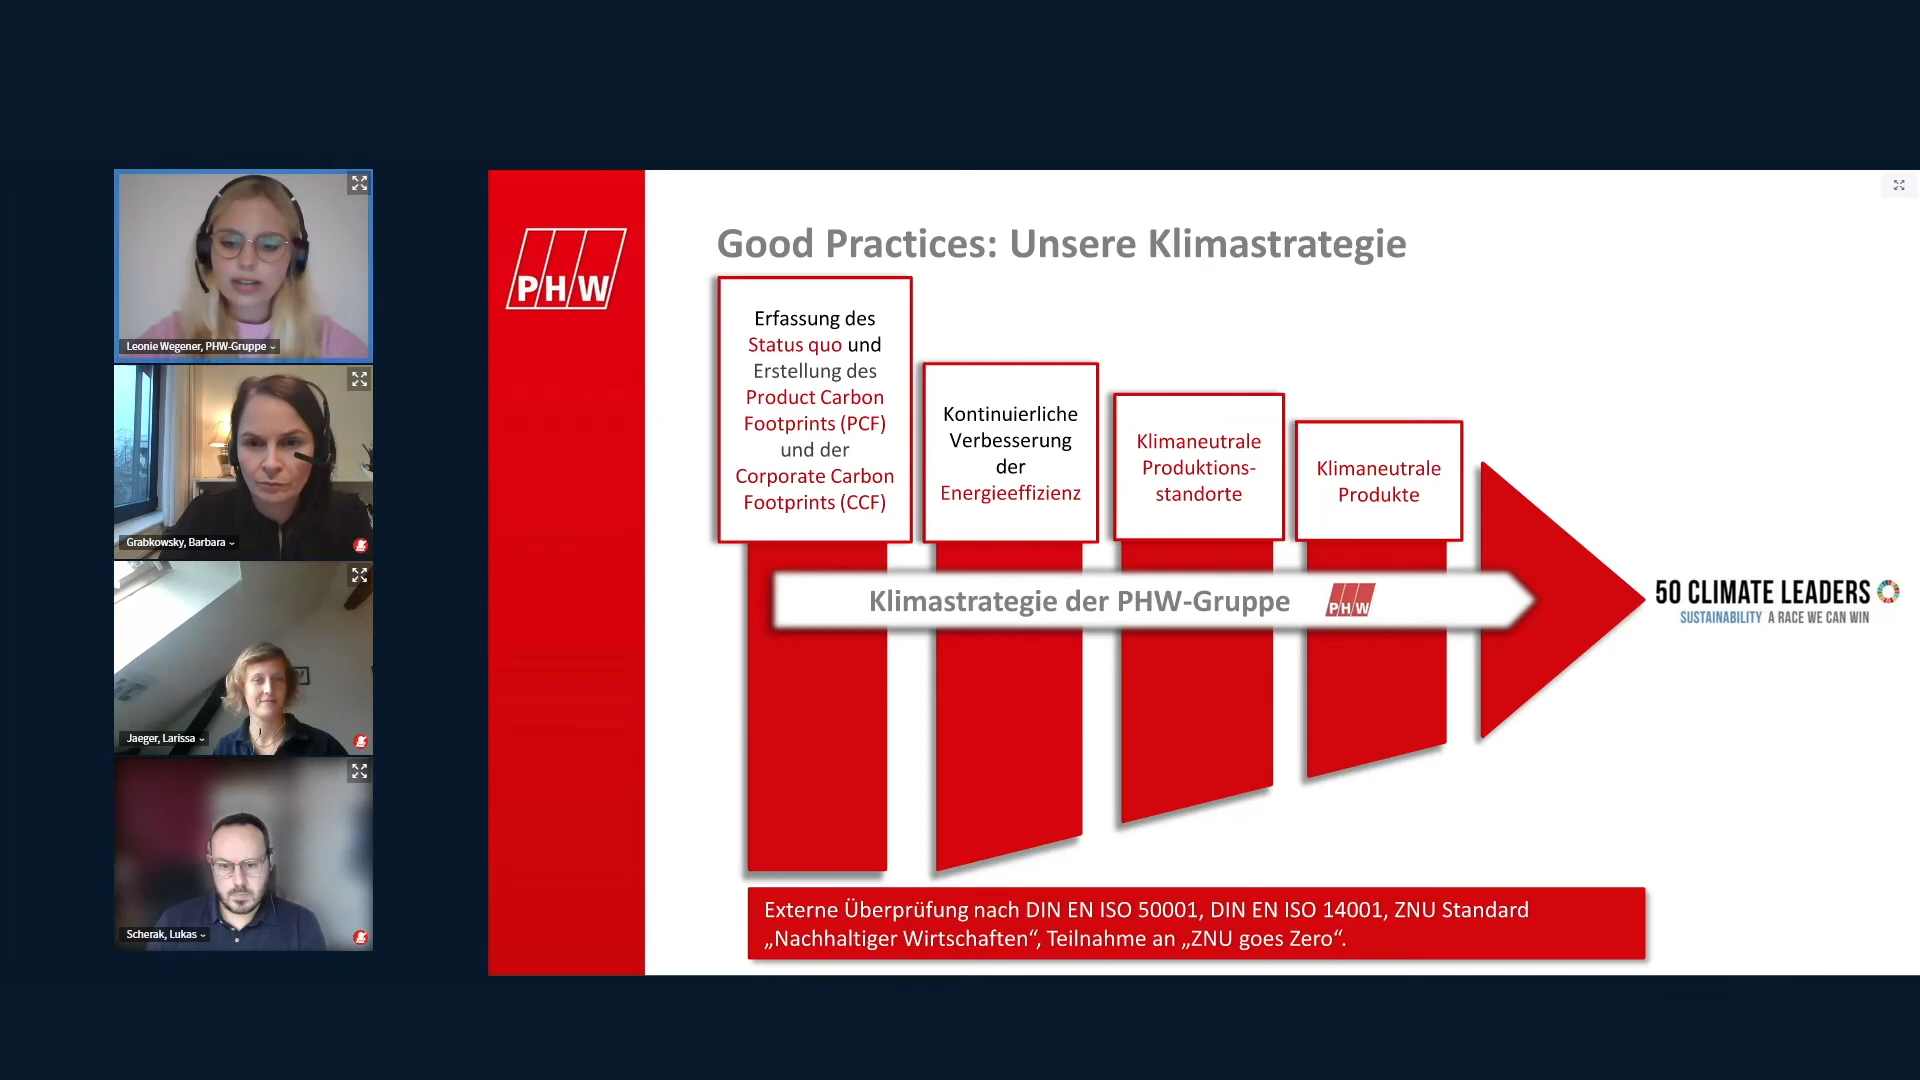 Leonie Wegener, PHW-Gruppe
Grabkowsky, Barbara
Jaeger, Larissa
Scherak, Lukas
PHW
Good Practices: Unsere Klimastrategie
Erfassung des
Status quo und
Erstellung des
Product Carbon
Footprints (PCF)
und der
Corporate Carbon
Footprints (CCF)
Kontinuierliche
Verbesserung
der
Energieeffizienz
Klimaneutrale
Produktions-
standorte
Klimaneutrale
Produkte
Klimastrategie der PHW-Gruppe
PHW
50 CLIMATE LEADERS
SUSTAINABILITY A RACE WE CAN WIN
Externe Überprüfung nach DIN EN ISO 50001, DIN EN ISO 14001, ZNU Standard
„Nachhaltiger Wirtschaften“, Teilnahme an „ZNU goes Zero“.